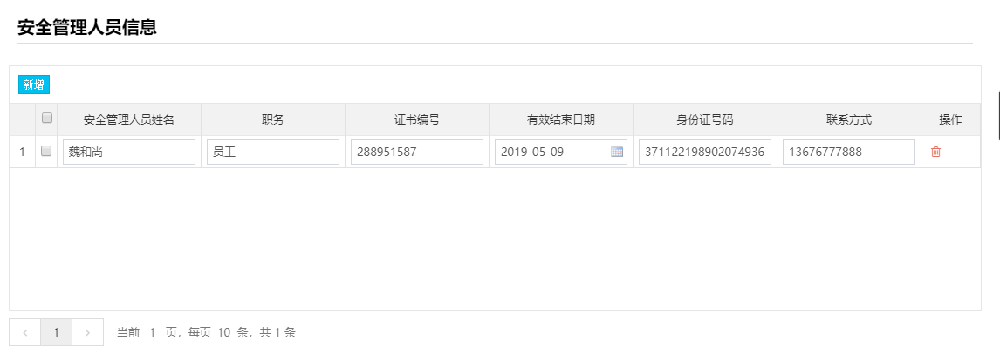 安全管理人员信息
新增
安全管理人员姓名 职务 证书编号 有效结束日期 身份证号码 联系方式 操作
1 魏和尚 员工 288951587 2019-05-09 371122198902074936 13676777888
1 当前 1 页，每页 10 条，共 1 条